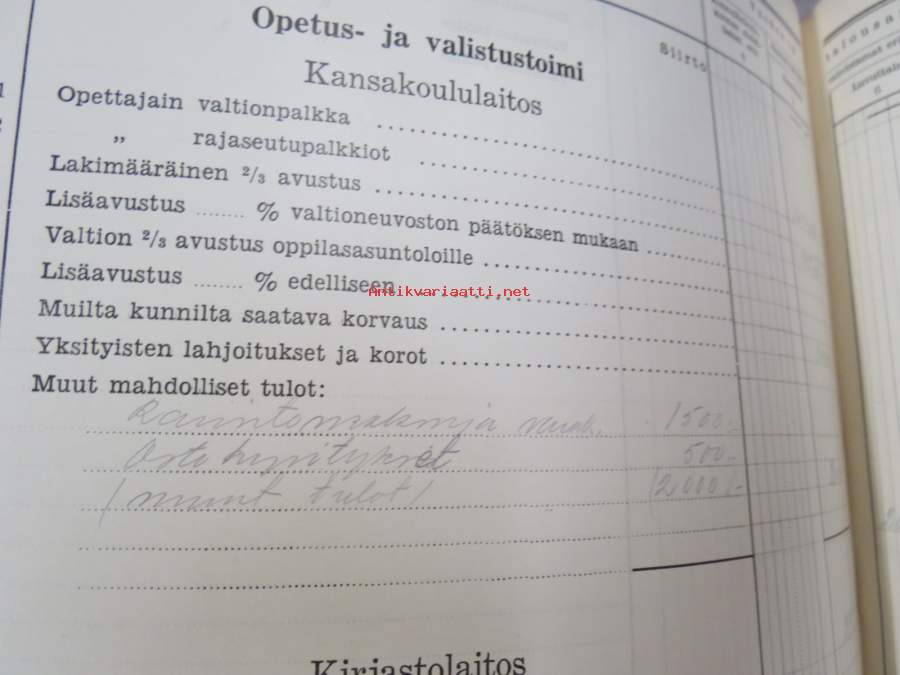 Opetus- ja valistustoimi
Siirto
Kansakoululaitos
Opettajain valtionpalkka
„ rajaseutupalkkiot
Lakimääräinen ²/₃ avustus
Lisäavustus ........ % valtioneuvoston päätöksen mukaan
Valtion ²/₃ avustus oppilasasuntoloille
Lisäavustus ........ % edelliseen
Antikvariaatti.net
Muilta kunnilta saatava korvaus
Yksityisten lahjoitukset ja korot
Muut mahdolliset tulot:
1500.-
500.-
/muut tulot/ /2000/-
Kirjastolaitos